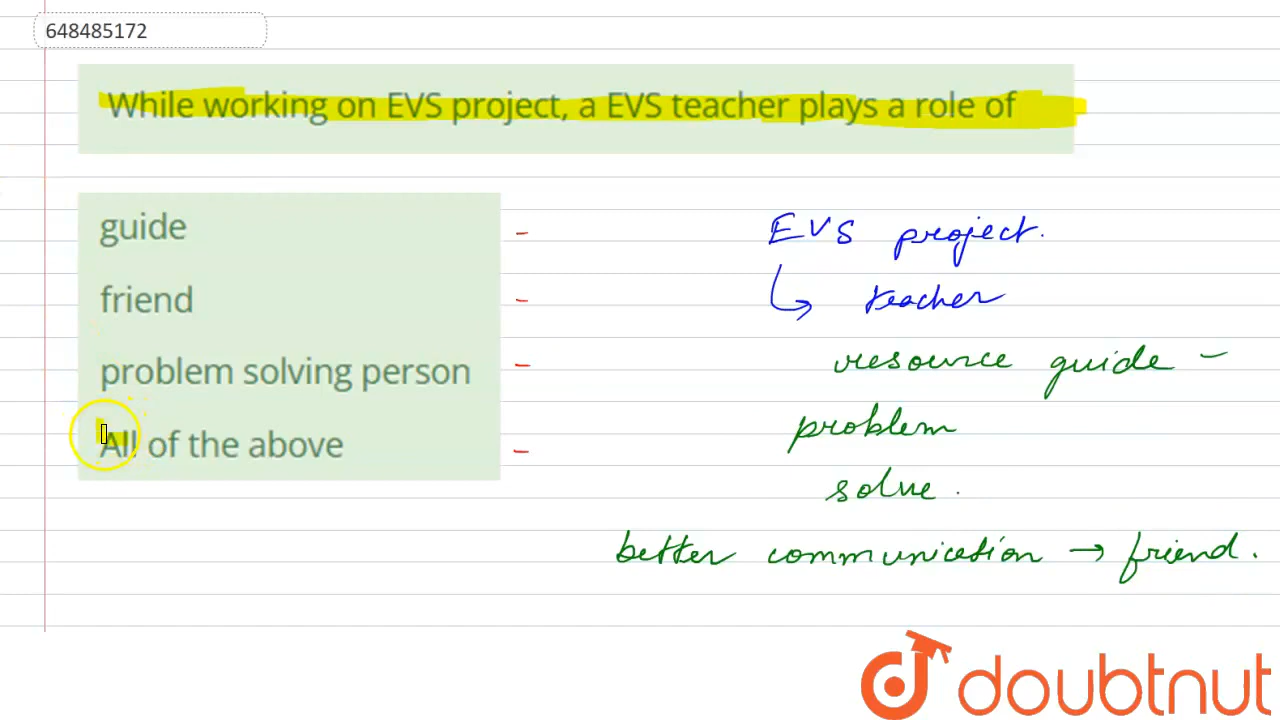 648485172
While working on EVS project, a EVS teacher plays a role of
guide
friend
problem solving person
All of the above
EVS project.
teacher
resource guide -
problem
solve.
better communication → friend.
doubtnut